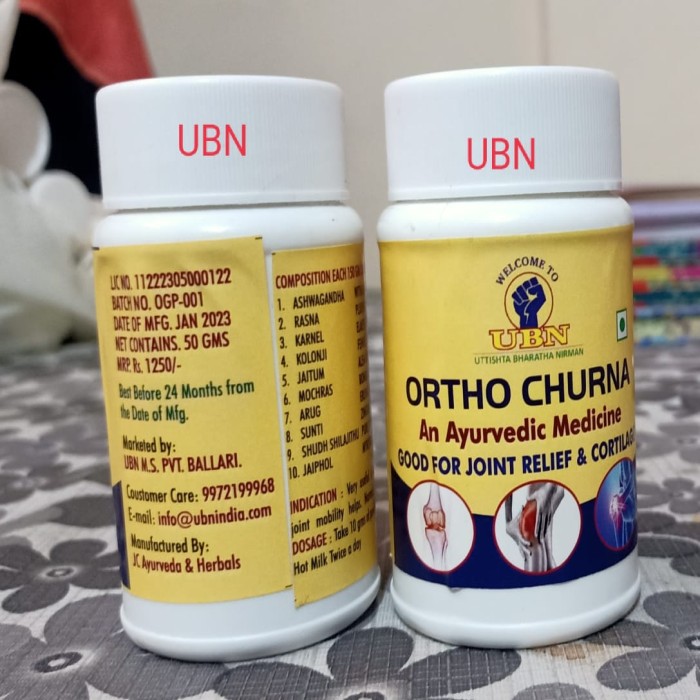 UBN
LIC NO. 11222305000122
BATCH NO. OGP-001
DATE OF MFG. JAN 2023
NET CONTAINS. 50 GMS
MRP. Rs. 1250/-
Best Before 24 Months from
the Date of Mfg.
Marketed by:
UBN M.S. PVT. BALLARI.
Coustomer Care: 9972199968
E-mail: info@ubnindia.com
Manufactured By:
JC Ayurveda & Herbals
COMPOSITION EACH 150 GM
1. ASHWAGANDHA
2. RASNA
3. KARNEL
4. KOLONJI
5. JAITUM
6. MOCHRAS
7. ARUG
8. SUNTI
9. SHUDH SHILAJITHU
10. JAIPHOL
INDICATION : Very
joint mobility helps.
DOSAGE : Take 10 gms
Hot Milk Twice a day
UBN
WELCOME TO
UBN
UTTISHTA BHARATHA NIRMAN
ORTHO CHURNA
An Ayurvedic Medicine
GOOD FOR JOINT RELIEF & CORTILAG